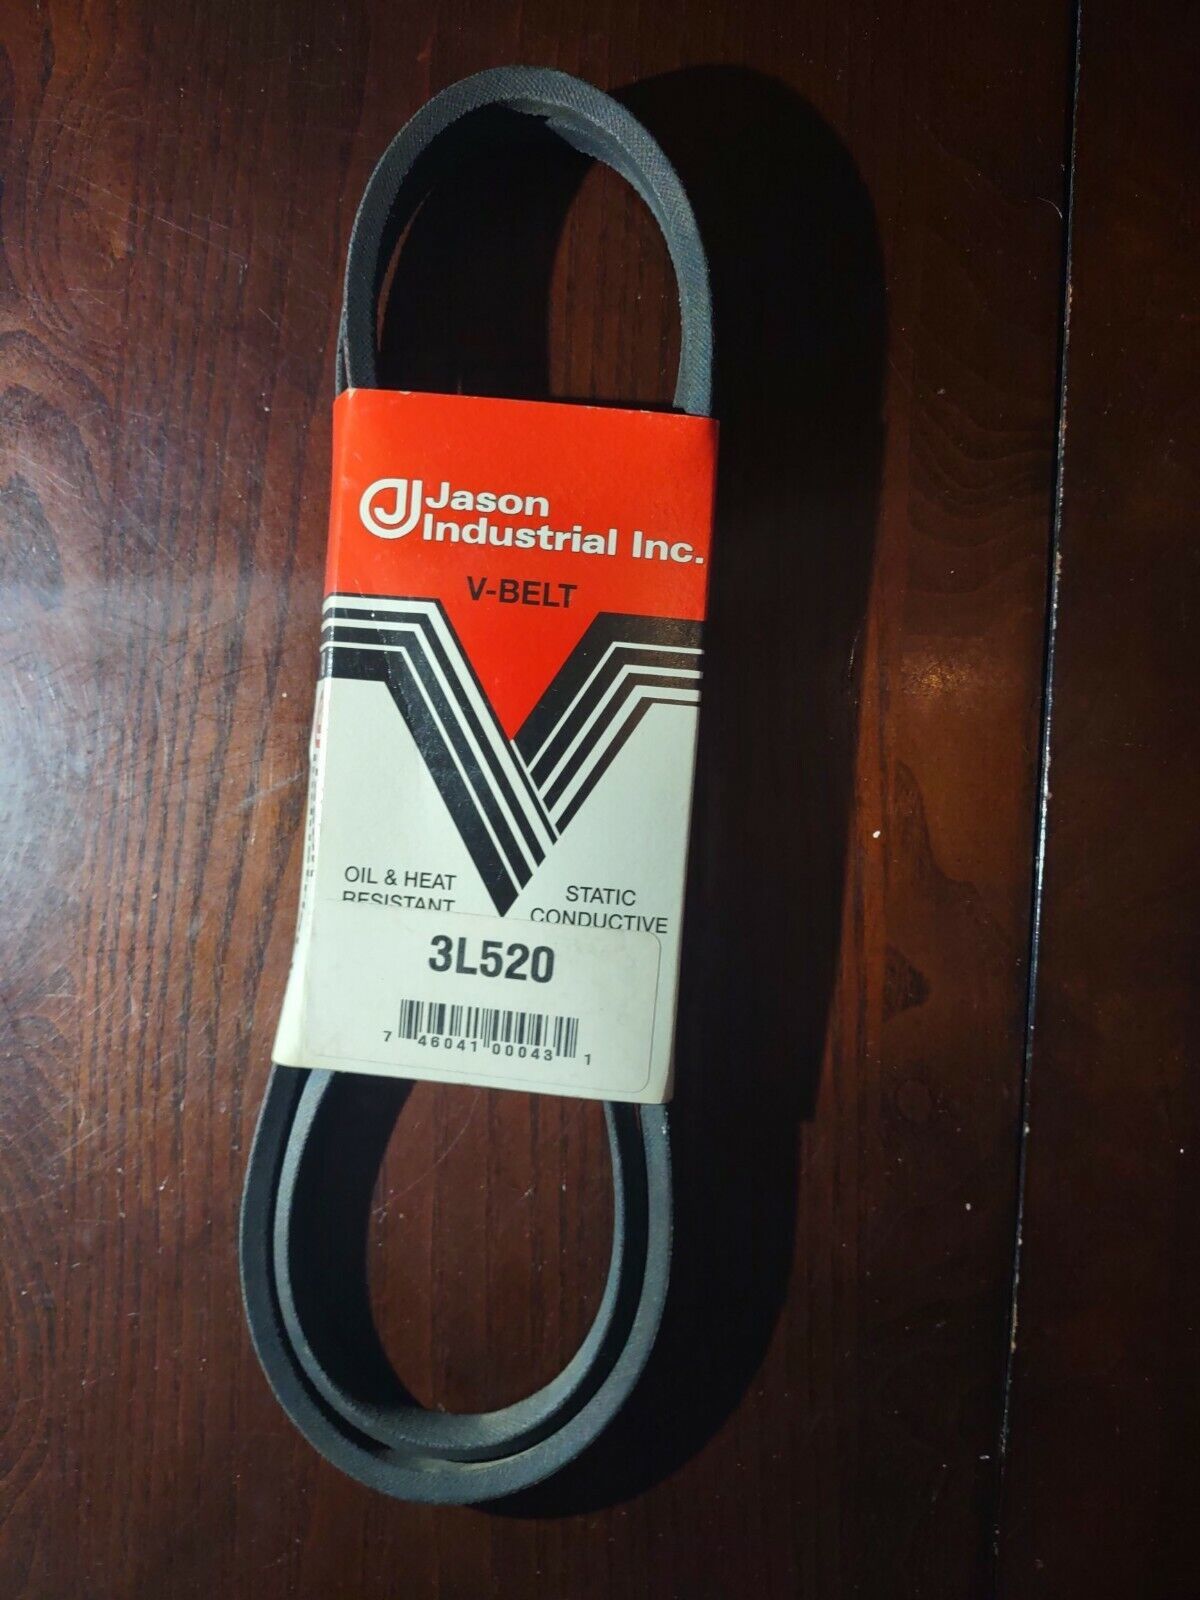 Jason
Industrial Inc.
V-BELT
OIL & HEAT
RESISTANT
STATIC
CONDUCTIVE
3L520
7 46041 00043 1